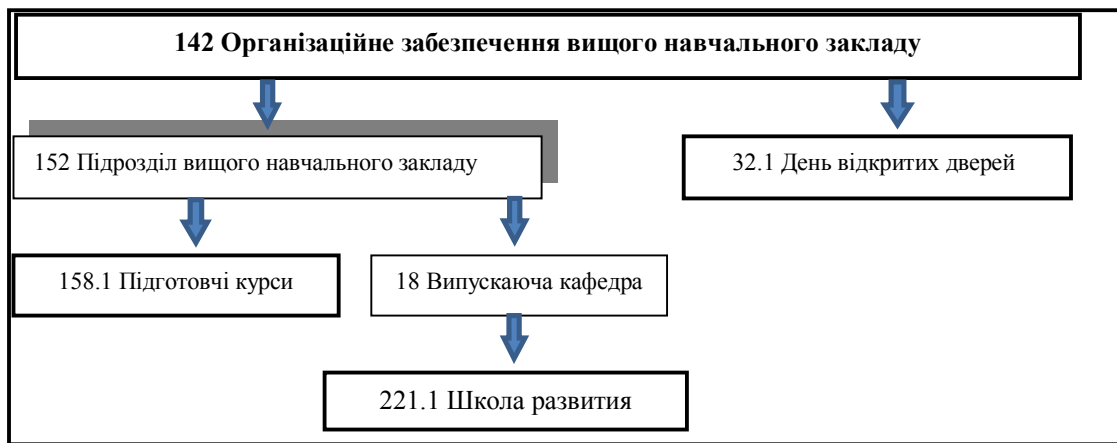 142 Організаційне забезпечення вищого навчального закладу
152 Підрозділ вищого навчального закладу
32.1 День відкритих дверей
158.1 Підготовчі курси
18 Випускаюча кафедра
221.1 Школа развития